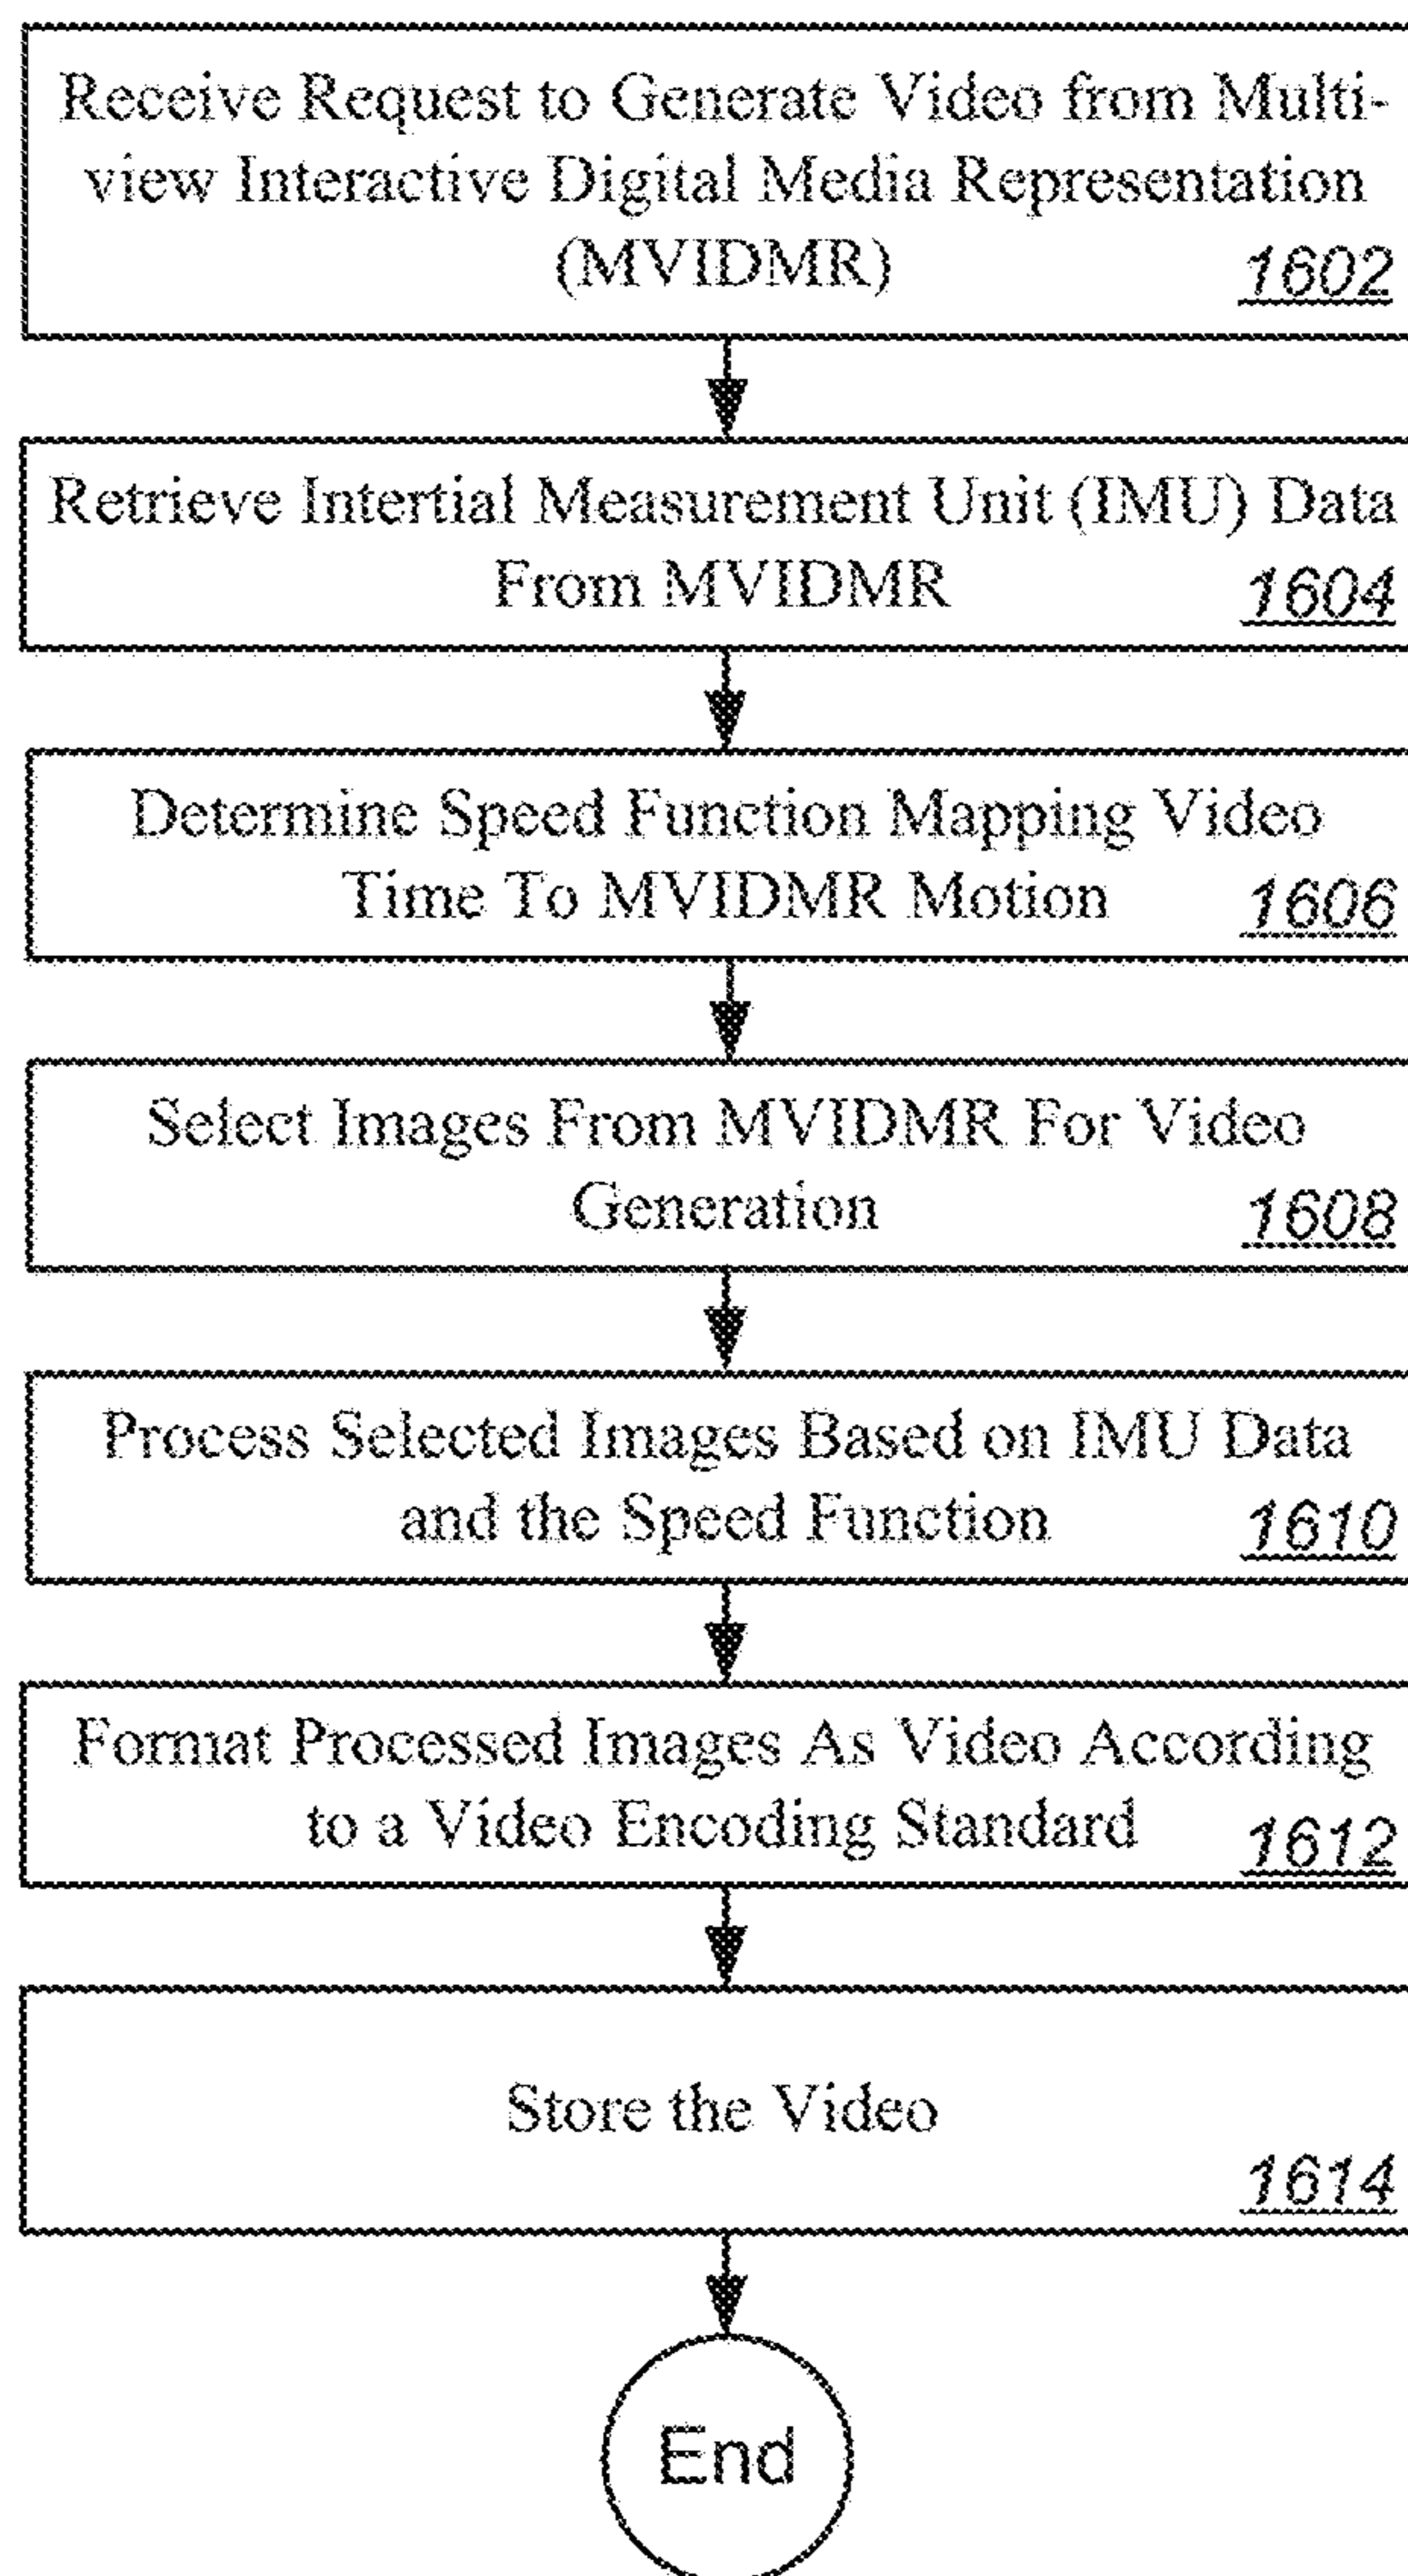 Receive Request to Generate Video from Multi-
view Interactive Digital Media Representation
(MVIDMR) 1602
Retrieve Intertial Measurement Unit (IMU) Data
From MVIDMR 1604
Determine Speed Function Mapping Video
Time To MVIDMR Motion 1606
Select Images From MVIDMR For Video
Generation 1608
Process Selected Images Based on IMU Data
and the Speed Function 1610
Format Processed Images As Video According
to a Video Encoding Standard 1612
Store the Video
1614
End